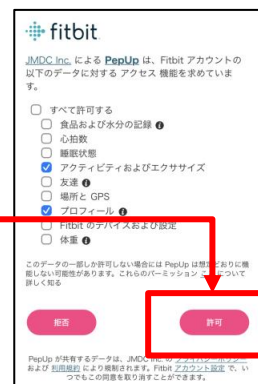 fitbit
JMDC Inc. による PepUp は、Fitbit アカウントの
以下のデータに対する アクセス 機能を求めていま
す。
すべて許可する
食品および水分の記録
心拍数
睡眠状態
アクティビティおよびエクササイズ
友達
場所と GPS
プロフィール
Fitbit のデバイスおよび設定
体重
このデータの一部しか許可しない場合には PepUp は想定どおりに機
能しない可能性があります。これらのパーミッション について
詳しく知る
拒否
許可
PepUp が共有するデータは、JMDC Inc. の プライバシーポリシー
および 利用規約 により規制されます。Fitbit アカウント設定 で、い
つでもこの同意を取り消すことができます。